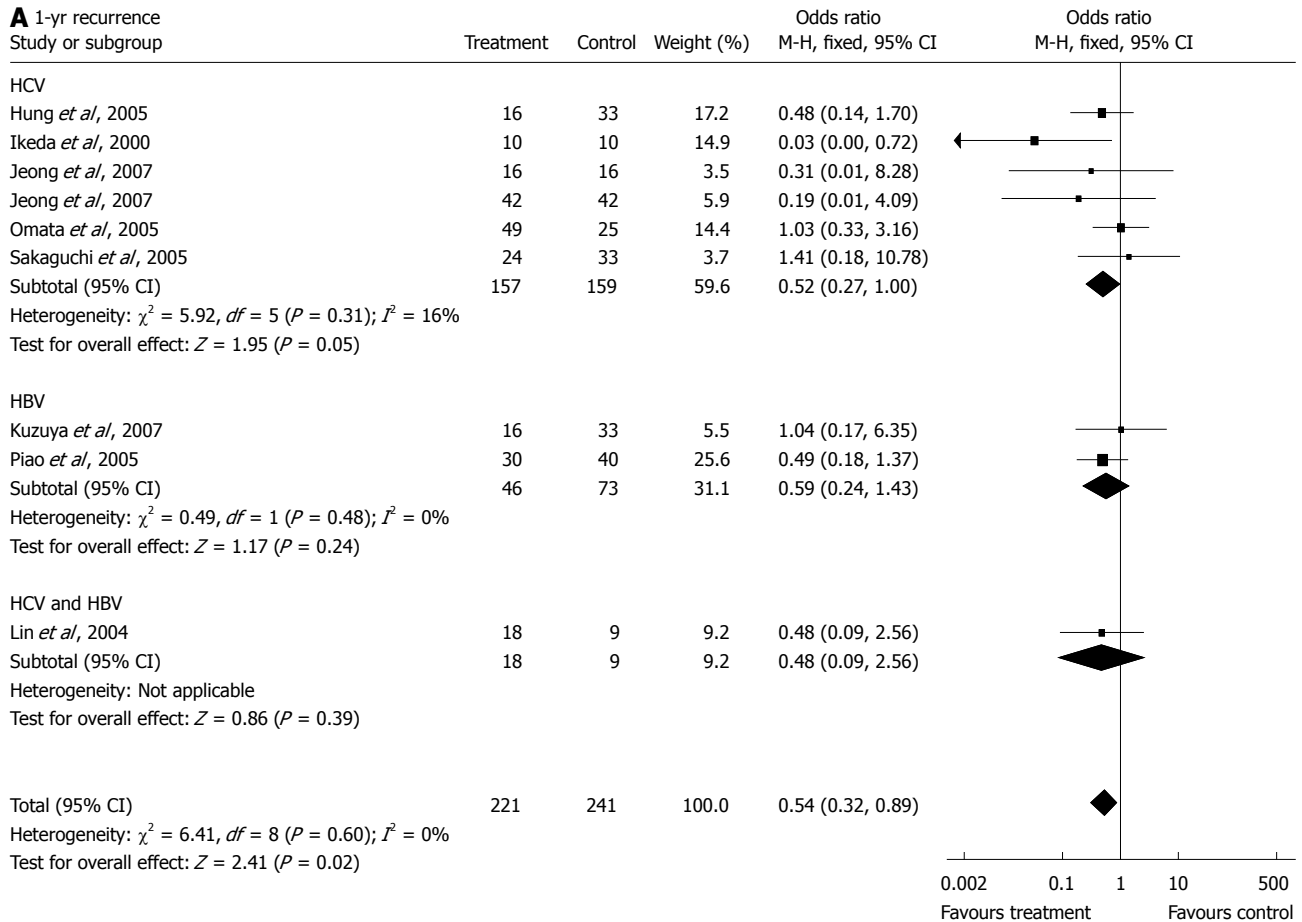 A 1-yr recurrence Odds ratio Odds ratio
Study or subgroup Treatment Control Weight (%) M-H, fixed, 95% CI M-H, fixed, 95% CI
HCV
Hung et al, 2005 16 33 17.2 0.48 (0.14, 1.70)
Ikeda et al, 2000 10 10 14.9 0.03 (0.00, 0.72)
Jeong et al, 2007 16 16 3.5 0.31 (0.01, 8.28)
Jeong et al, 2007 42 42 5.9 0.19 (0.01, 4.09)
Omata et al, 2005 49 25 14.4 1.03 (0.33, 3.16)
Sakaguchi et al, 2005 24 33 3.7 1.41 (0.18, 10.78)
Subtotal (95% CI) 157 159 59.6 0.52 (0.27, 1.00)
Heterogeneity: χ² = 5.92, df = 5 (P = 0.31); I² = 16%
Test for overall effect: Z = 1.95 (P = 0.05)
HBV
Kuzuya et al, 2007 16 33 5.5 1.04 (0.17, 6.35)
Piao et al, 2005 30 40 25.6 0.49 (0.18, 1.37)
Subtotal (95% CI) 46 73 31.1 0.59 (0.24, 1.43)
Heterogeneity: χ² = 0.49, df = 1 (P = 0.48); I² = 0%
Test for overall effect: Z = 1.17 (P = 0.24)
HCV and HBV
Lin et al, 2004 18 9 9.2 0.48 (0.09, 2.56)
Subtotal (95% CI) 18 9 9.2 0.48 (0.09, 2.56)
Heterogeneity: Not applicable
Test for overall effect: Z = 0.86 (P = 0.39)
Total (95% CI) 221 241 100.0 0.54 (0.32, 0.89)
Heterogeneity: χ² = 6.41, df = 8 (P = 0.60); I² = 0%
Test for overall effect: Z = 2.41 (P = 0.02)
0.002 0.1 1 10 500
Favours treatment Favours control